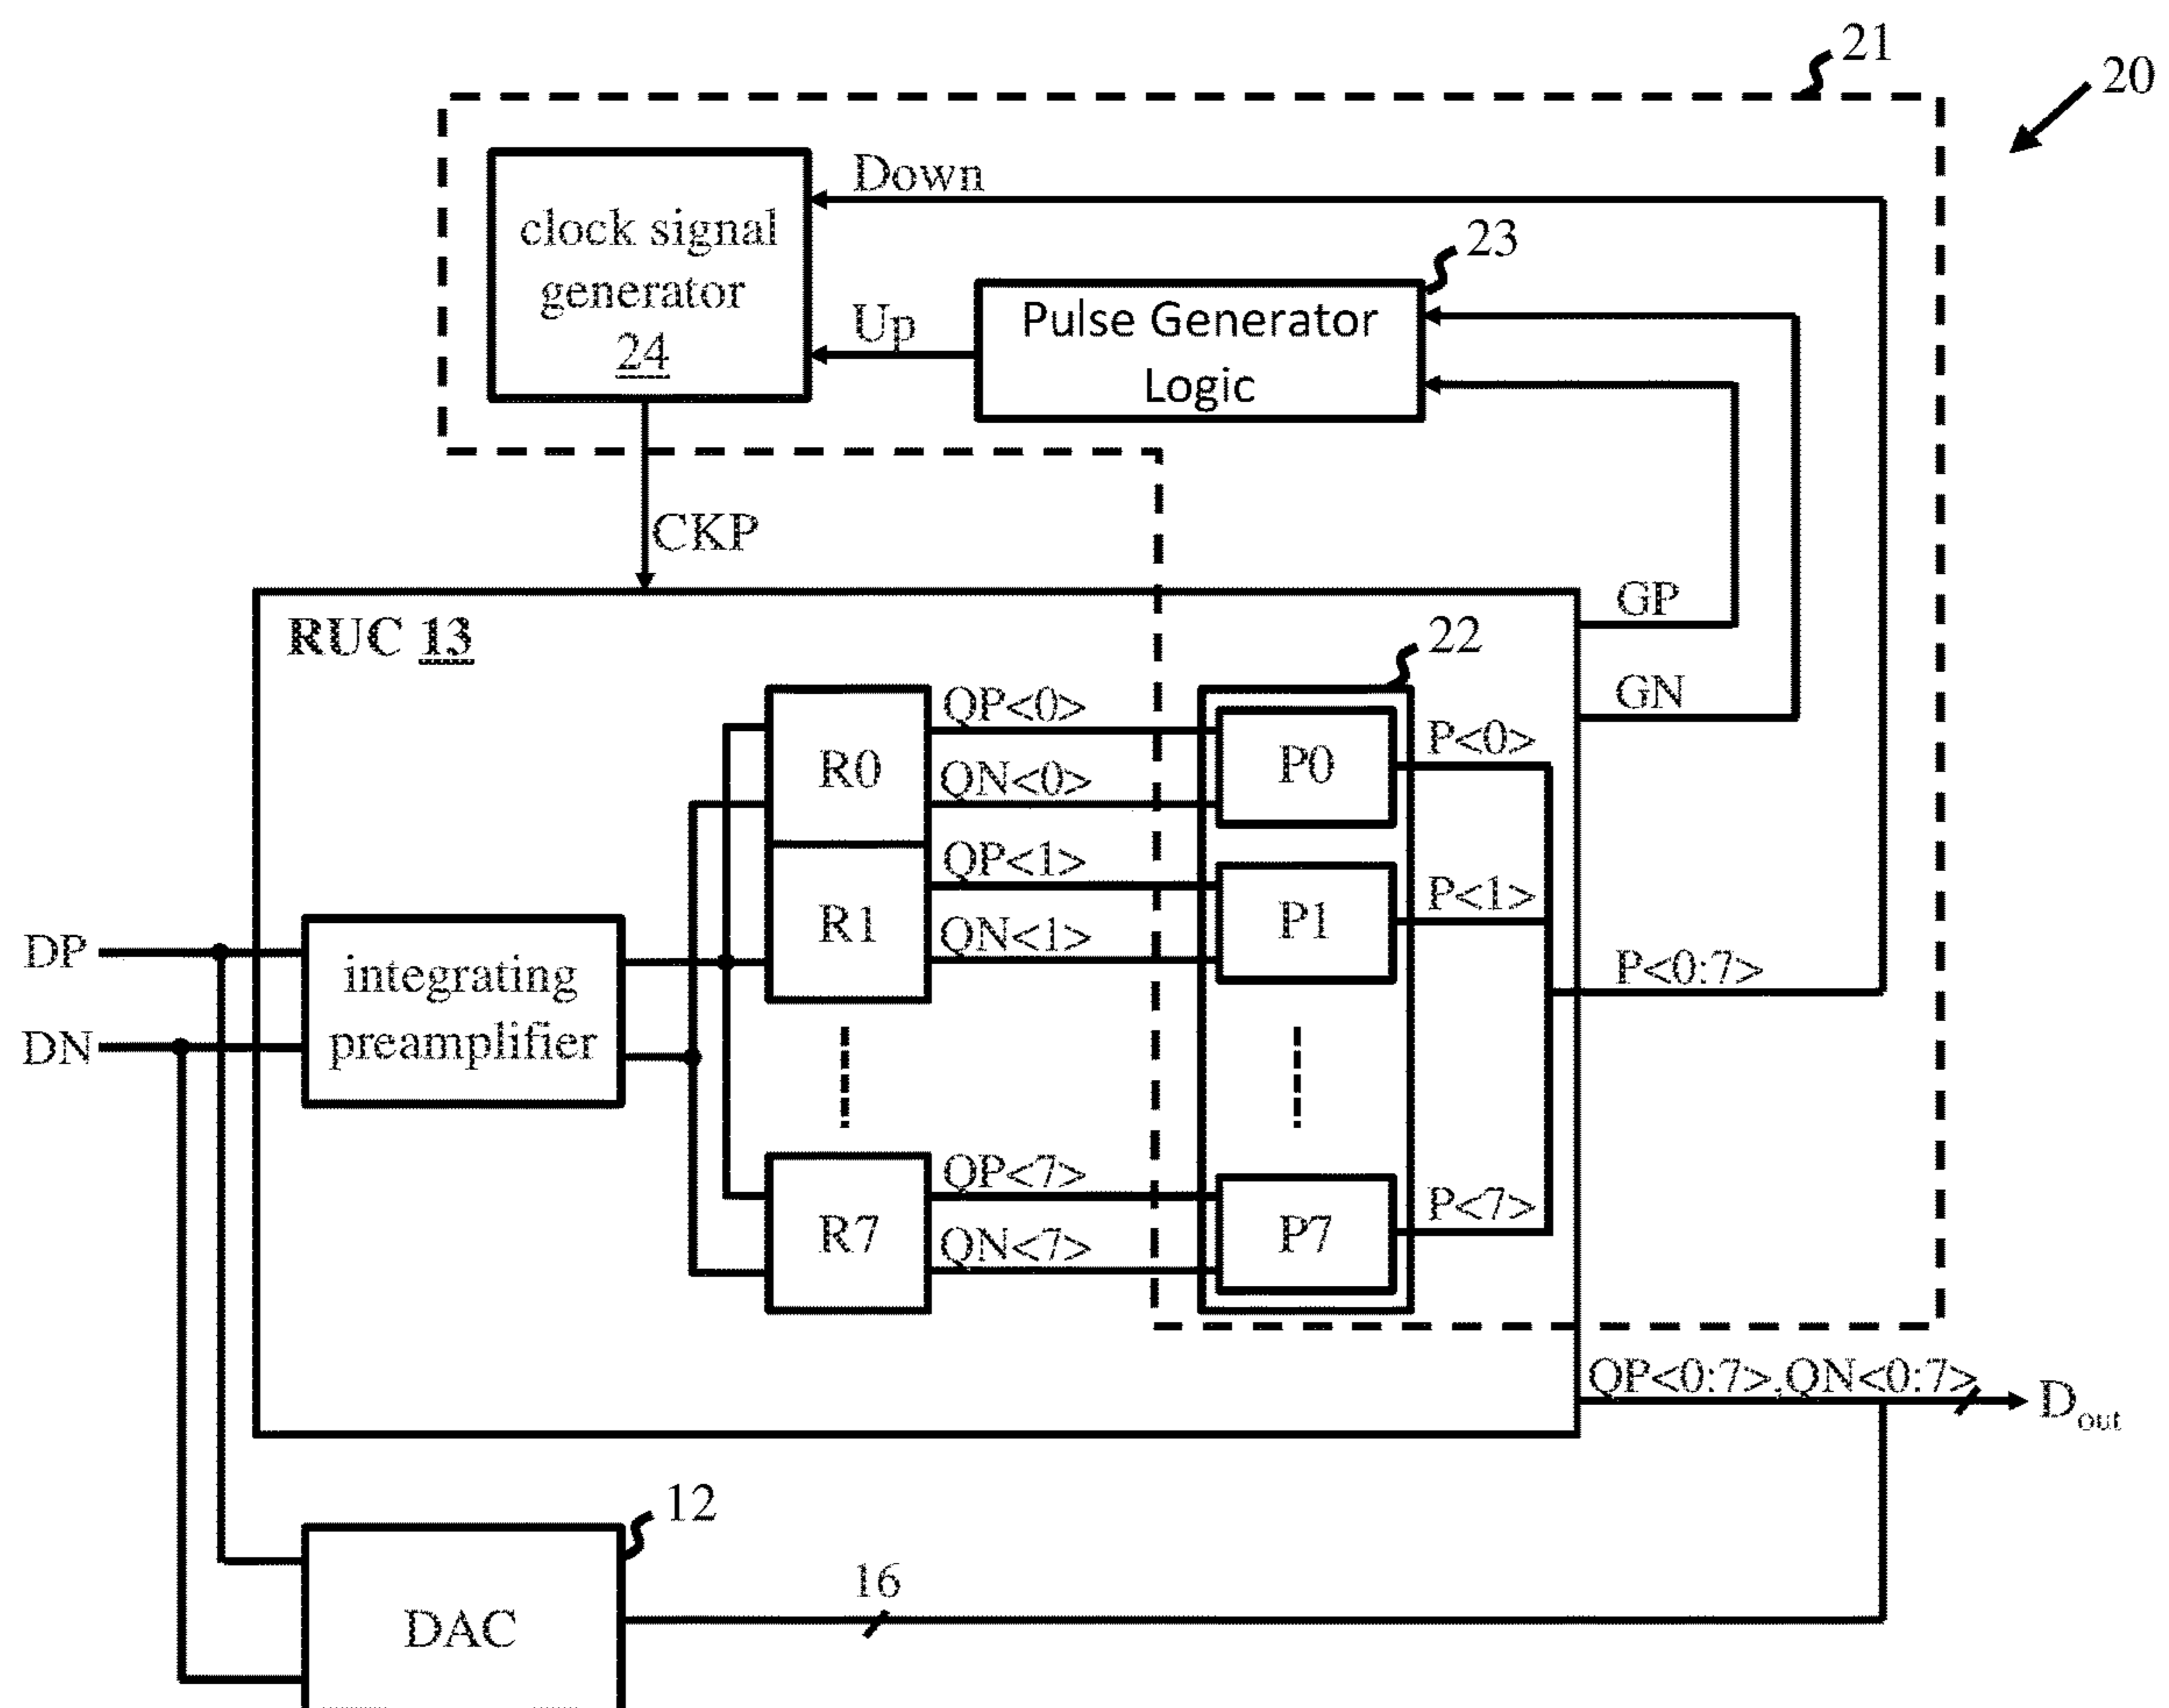 21
20
Down
clock signal
generator
24
23
Up
Pulse Generator
Logic
CKP
RUC 13
GP
GN
22
QP<0>
QN<0>
R0
P0
P<0>
QP<1>
QN<1>
R1
P1
P<1>
P<0:7>
DP
DN
integrating
preamplifier
QP<7>
QN<7>
R7
P7
P<7>
QP<0:7>,QN<0:7>
Dout
12
16
DAC